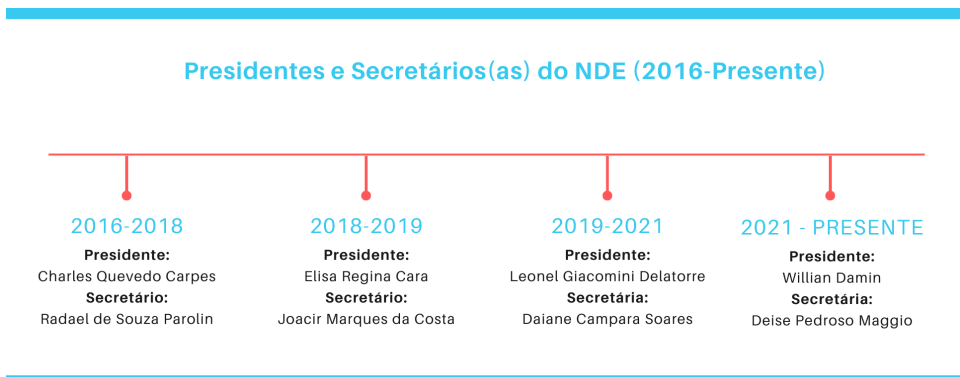 Presidentes e Secretários(as) do NDE (2016-Presente)
2016-2018
Presidente:
Charles Quevedo Carpes
Secretário:
Radael de Souza Parolin
2018-2019
Presidente:
Elisa Regina Cara
Secretário:
Joacir Marques da Costa
2019-2021
Presidente:
Leonel Giacomini Delatorre
Secretária:
Daiane Campara Soares
2021 - PRESENTE
Presidente:
Willian Damin
Secretária:
Deise Pedroso Maggio